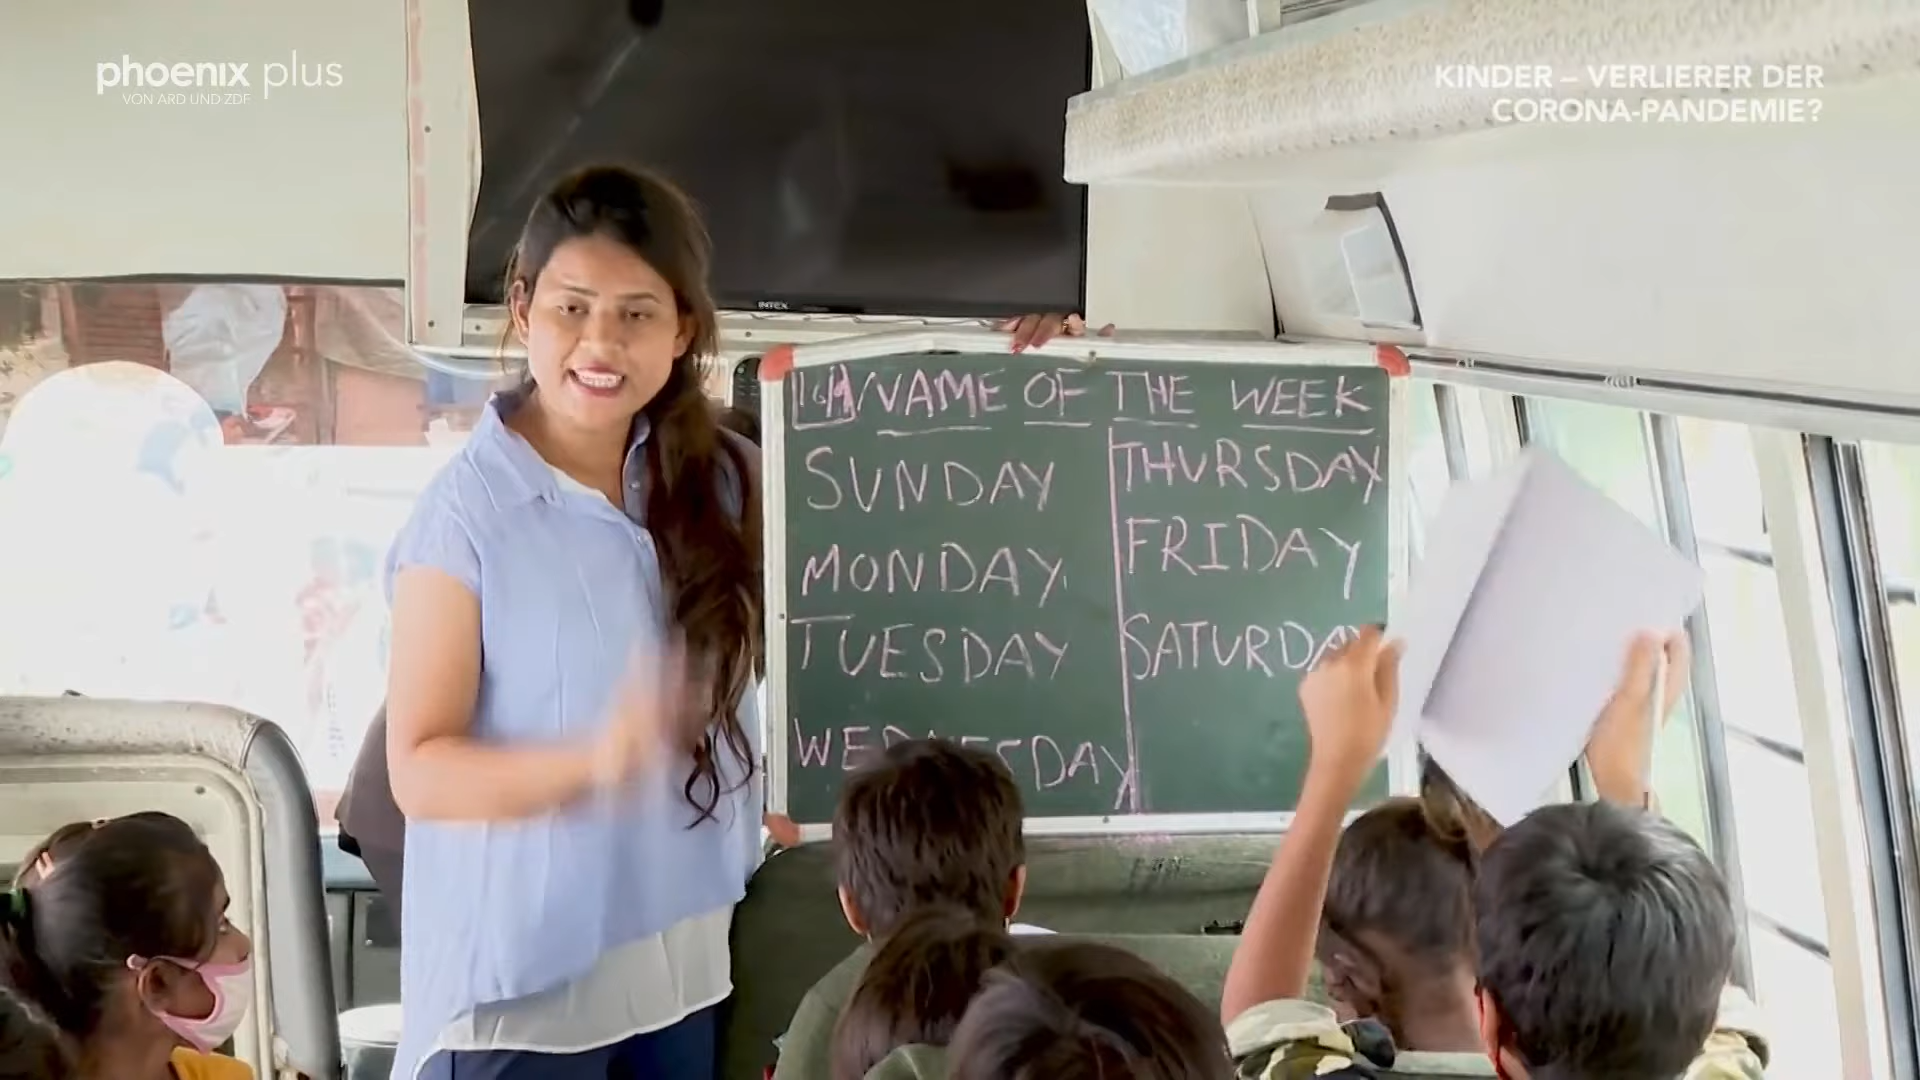 phoenix plus
VON ARD UND ZDF
KINDER – VERLIERER DER
CORONA-PANDEMIE?
INTEX
NAME OF THE WEEK
SUNDAY
MONDAY
TUESDAY
THURSDAY
FRIDAY